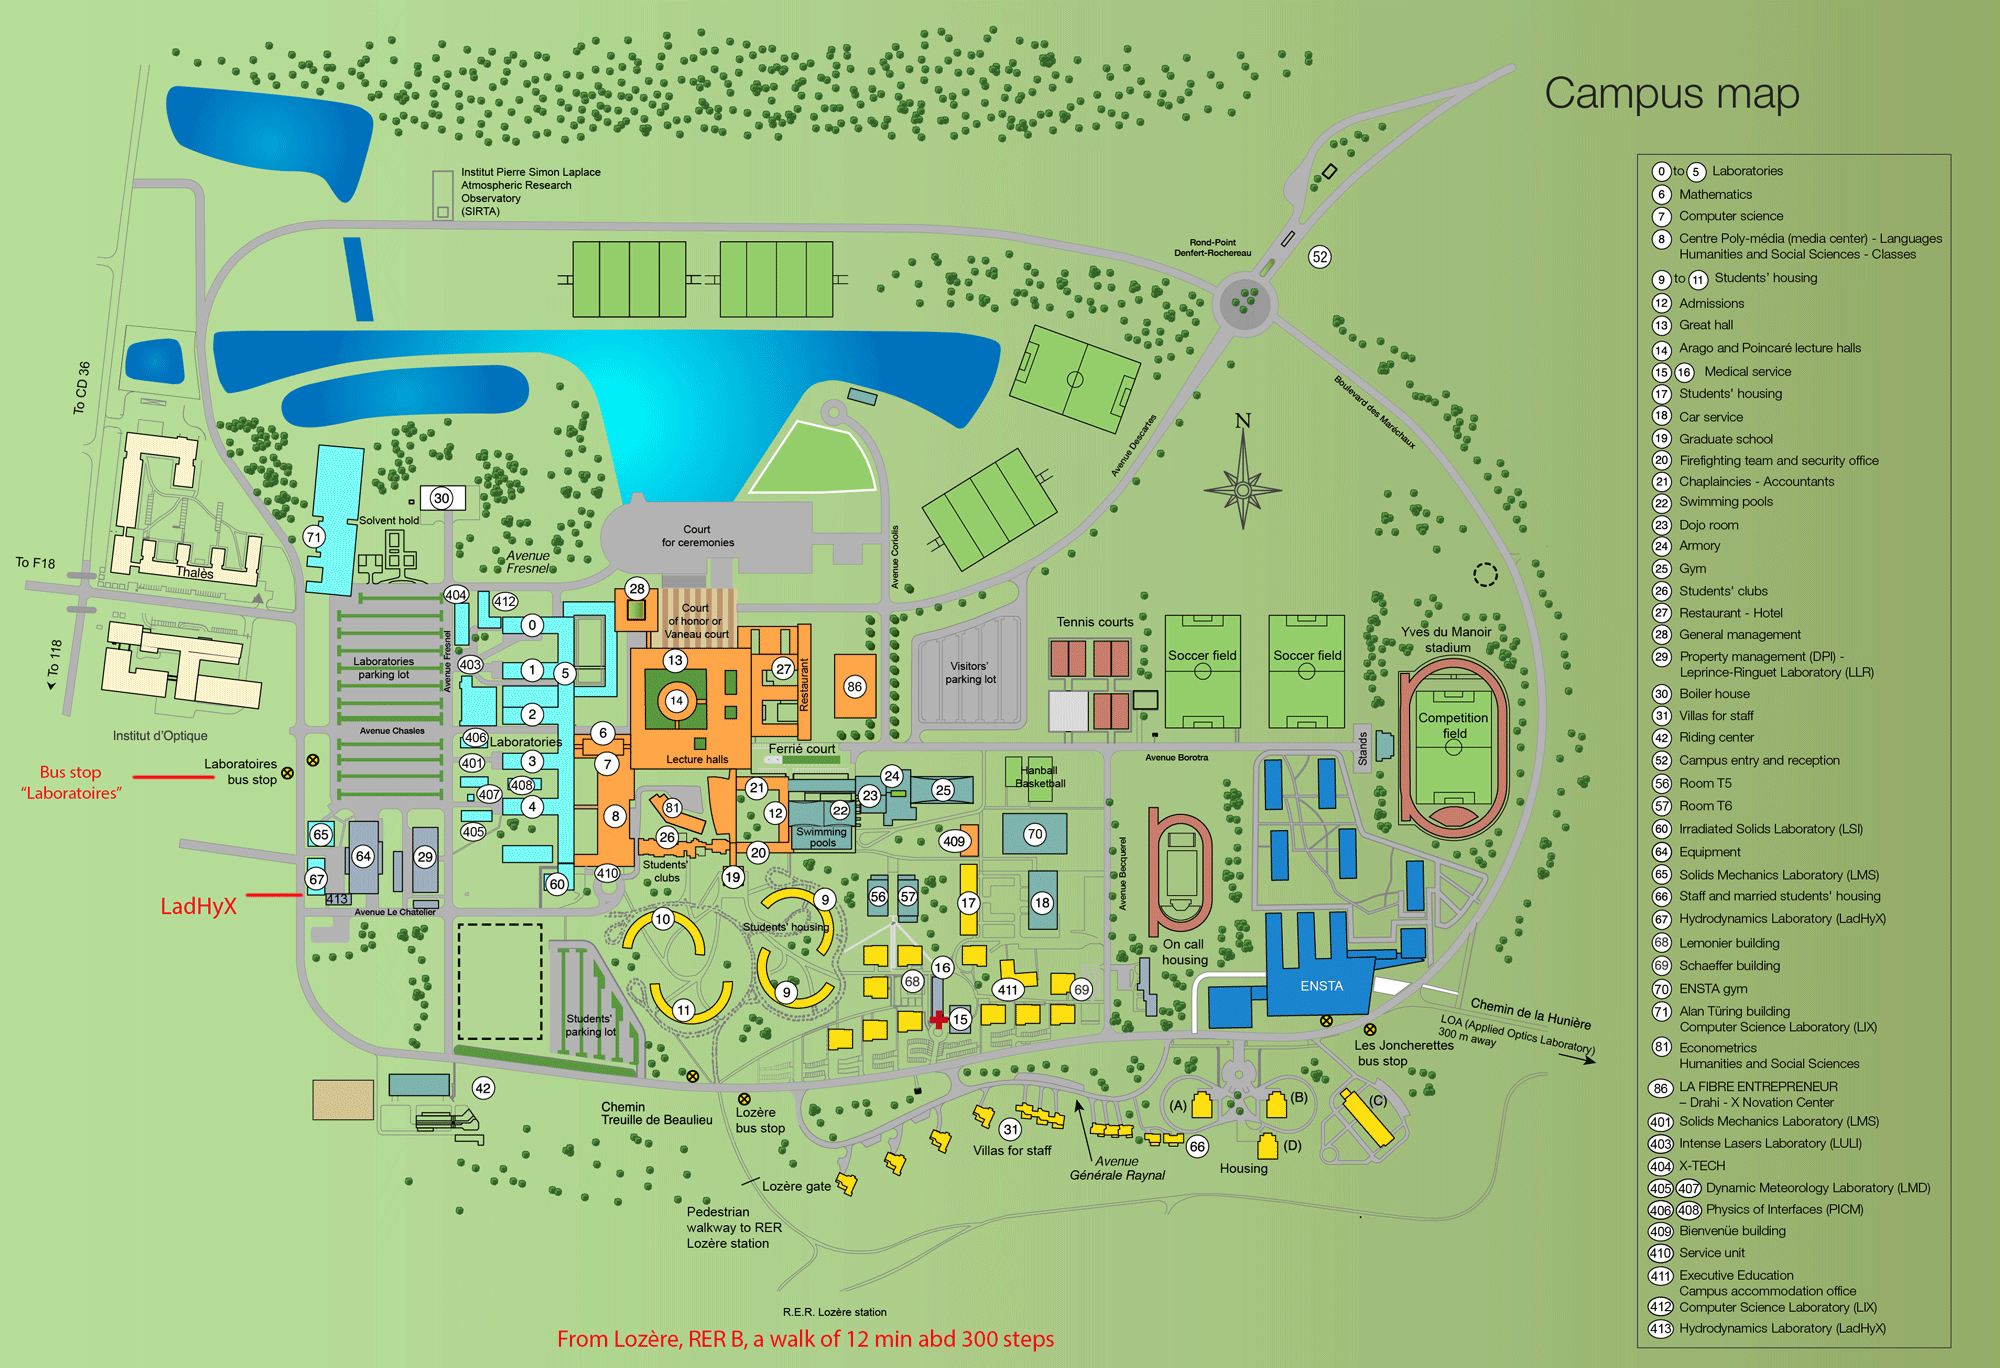 Campus map
Institut Pierre Simon Laplace
Atmospheric Research
Observatory
(SIRTA)
Rond-Point
Denfert-Rochereau
52
To CD 36
Boulevard des Maréchaux
Avenue Descartes
N
30
Solvent hold
71
Avenue
Fresnel
Court
for ceremonies
Avenue Coriolis
To F18
Thalès
To 118
404
412
28
0
Court
of honor or
Vaneau court
Tennis courts
Yves du Manoir
stadium
Avenue Fresnel
Laboratories
parking lot
403
1
5
13
27
Restaurant
86
Visitors'
parking lot
Soccer field
Soccer field
14
2
Competition
field
Institut d'Optique
Avenue Chasles
406
Laboratories
6
Lecture halls
Ferrié court
Avenue Borotra
Stands
Laboratoires
bus stop
Bus stop
“Laboratoires”
401
3
7
408
407
4
405
81
8
26
Students'
clubs
21
12
20
19
22
Swimming
pools
23
24
25
Hanball
Basketball
70
409
65
64
29
67
413
LadHyX
60
410
Avenue Le Chatelier
10
9
Students' housing
9
11
56
57
17
18
Avenue Becquerel
On call
housing
16
68
411
69
15
ENSTA
Students'
parking lot
Chemin de la Hunière
LOA (Applied Optics Laboratory)
300 m away
Les Joncherettes
bus stop
42
Chemin
Treuille de Beaulieu
Lozère
bus stop
31
Villas for staff
Avenue
Générale Raynal
66
(A)
(B)
(C)
(D)
Housing
Lozère gate
Pedestrian
walkway to RER
Lozère station
R.E.R. Lozère station
From Lozère, RER B, a walk of 12 min abd 300 steps
0 to 5 Laboratories
6 Mathematics
7 Computer science
8 Centre Poly-média (media center) - Languages
Humanities and Social Sciences - Classes
9 to 11 Students' housing
12 Admissions
13 Great hall
14 Arago and Poincaré lecture halls
15 16 Medical service
17 Students' housing
18 Car service
19 Graduate school
20 Firefighting team and security office
21 Chaplaincies - Accountants
22 Swimming pools
23 Dojo room
24 Armory
25 Gym
26 Students' clubs
27 Restaurant - Hotel
28 General management
29 Property management (DPI) -
Leprince-Ringuet Laboratory (LLR)
30 Boiler house
31 Villas for staff
42 Riding center
52 Campus entry and reception
56 Room T5
57 Room T6
60 Irradiated Solids Laboratory (LSI)
64 Equipment
65 Solids Mechanics Laboratory (LMS)
66 Staff and married students' housing
67 Hydrodynamics Laboratory (LadHyX)
68 Lemonier building
69 Schaeffer building
70 ENSTA gym
71 Alan Türing building
Computer Science Laboratory (LIX)
81 Econometrics
Humanities and Social Sciences
86 LA FIBRE ENTREPRENEUR
– Drahi - X Novation Center
401 Solids Mechanics Laboratory (LMS)
403 Intense Lasers Laboratory (LULI)
404 X-TECH
405 407 Dynamic Meteorology Laboratory (LMD)
406 408 Physics of Interfaces (PICM)
409 Bienvenüe building
410 Service unit
411 Executive Education
Campus accommodation office
412 Computer Science Laboratory (LIX)
413 Hydrodynamics Laboratory (LadHyX)